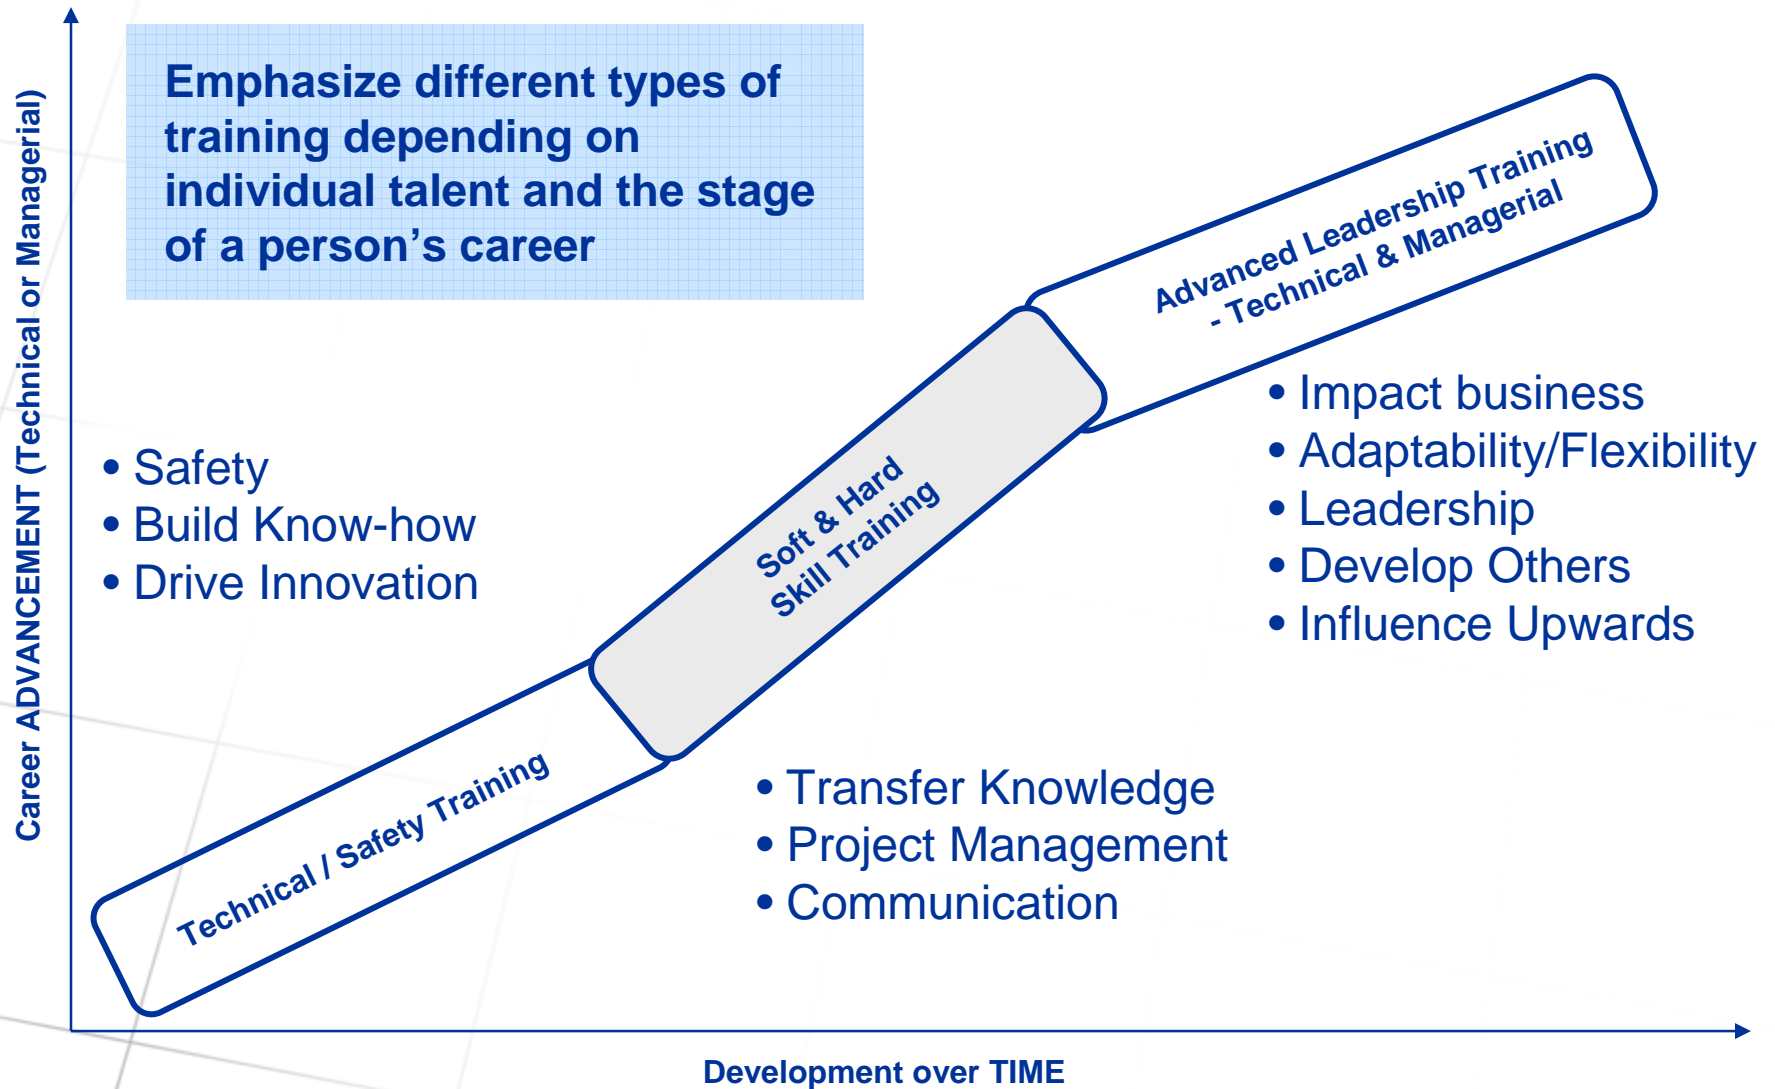 Emphasize different types of
training depending on
individual talent and the stage
of a person’s career
Career ADVANCEMENT (Technical or Managerial)
Advanced Leadership Training
- Technical & Managerial
• Impact business
• Adaptability/Flexibility
• Leadership
• Develop Others
• Influence Upwards
• Safety
• Build Know-how
• Drive Innovation
Soft & Hard
Skill Training
Technical / Safety Training
• Transfer Knowledge
• Project Management
• Communication
Development over TIME